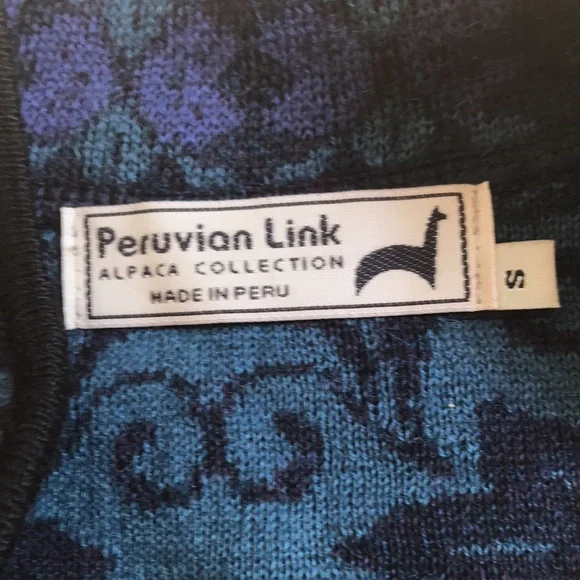 Peruvian Link
ALPACA COLLECTION
MADE IN PERU
S